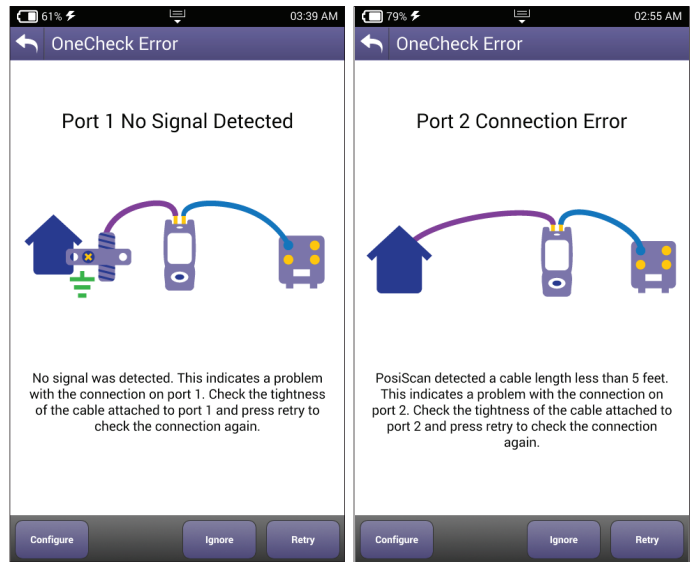 61%
03:39 AM
OneCheck Error
Port 1 No Signal Detected
No signal was detected. This indicates a problem
with the connection on port 1. Check the tightness
of the cable attached to port 1 and press retry to
check the connection again.
Configure
Ignore
Retry
79%
02:55 AM
OneCheck Error
Port 2 Connection Error
PosiScan detected a cable length less than 5 feet.
This indicates a problem with the connection on
port 2. Check the tightness of the cable attached to
port 2 and press retry to check the connection
again.
Configure
Ignore
Retry